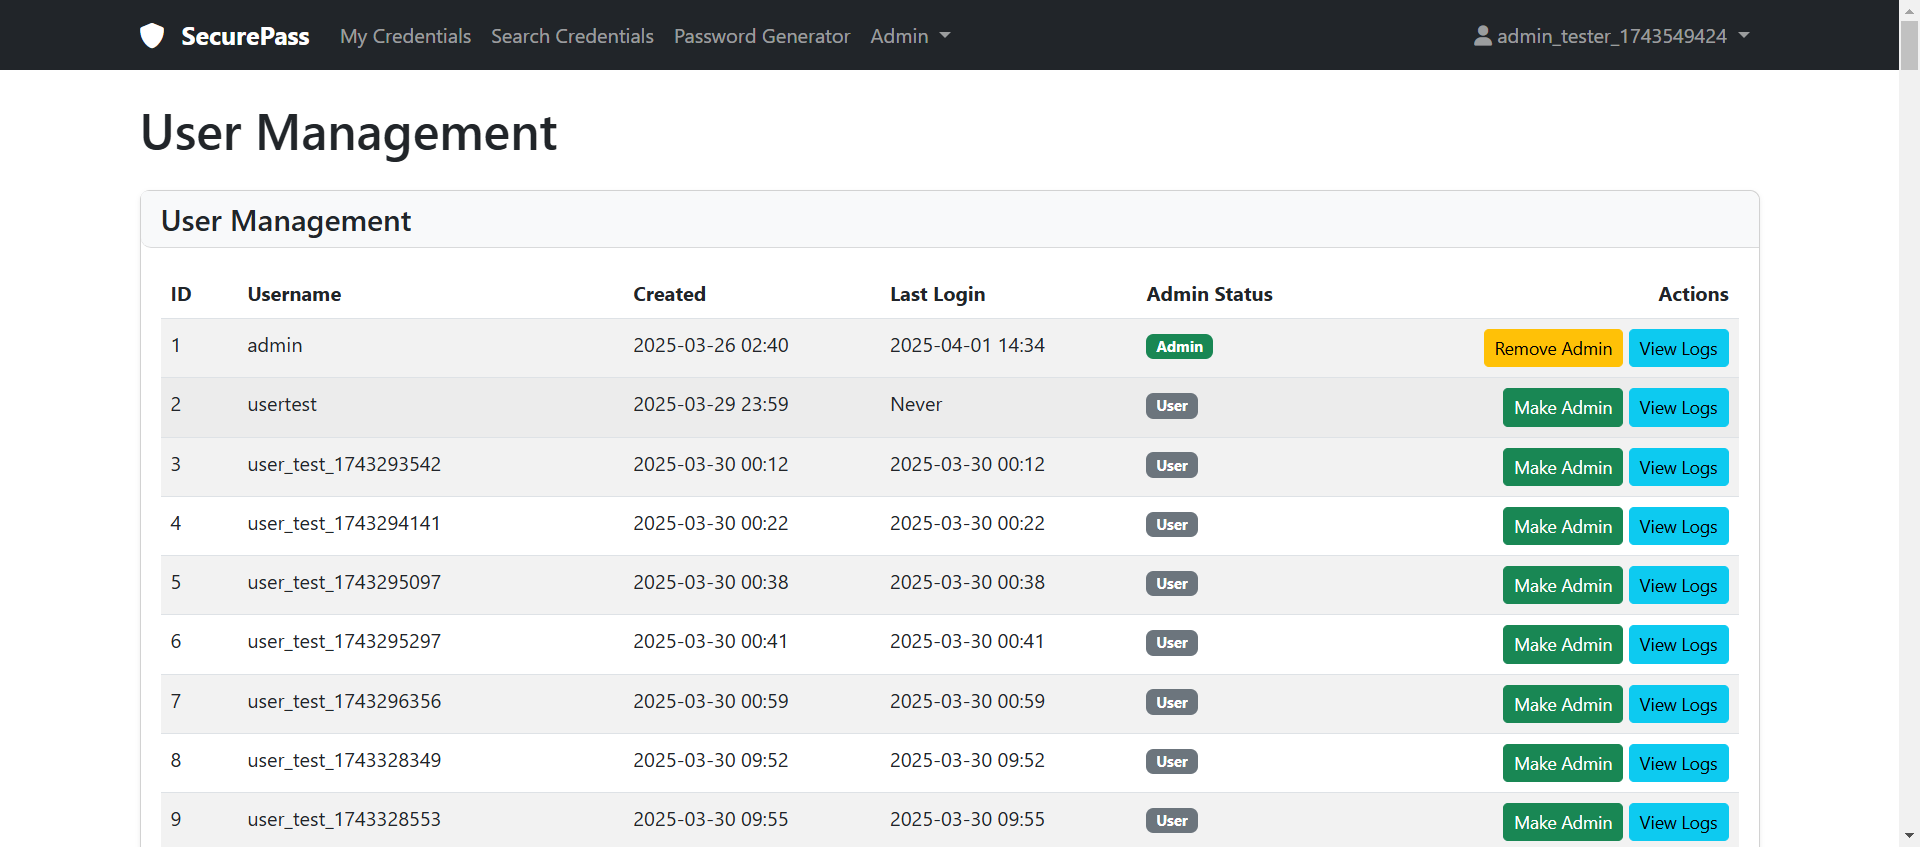 SecurePass My Credentials Search Credentials Password Generator Admin admin_tester_1743549424
User Management
User Management
ID Username Created Last Login Admin Status Actions
1 admin 2025-03-26 02:40 2025-04-01 14:34 Admin Remove Admin View Logs
2 usertest 2025-03-29 23:59 Never User Make Admin View Logs
3 user_test_1743293542 2025-03-30 00:12 2025-03-30 00:12 User Make Admin View Logs
4 user_test_1743294141 2025-03-30 00:22 2025-03-30 00:22 User Make Admin View Logs
5 user_test_1743295097 2025-03-30 00:38 2025-03-30 00:38 User Make Admin View Logs
6 user_test_1743295297 2025-03-30 00:41 2025-03-30 00:41 User Make Admin View Logs
7 user_test_1743296356 2025-03-30 00:59 2025-03-30 00:59 User Make Admin View Logs
8 user_test_1743328349 2025-03-30 09:52 2025-03-30 09:52 User Make Admin View Logs
9 user_test_1743328553 2025-03-30 09:55 2025-03-30 09:55 User Make Admin View Logs